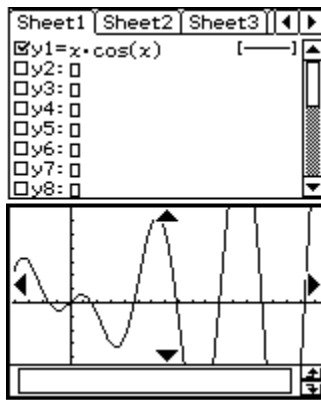 Sheet1 Sheet2 Sheet3
y1=x·cos(x) [—]
y2:▯
y3:▯
y4:▯
y5:▯
y6:▯
y7:▯
y8:▯